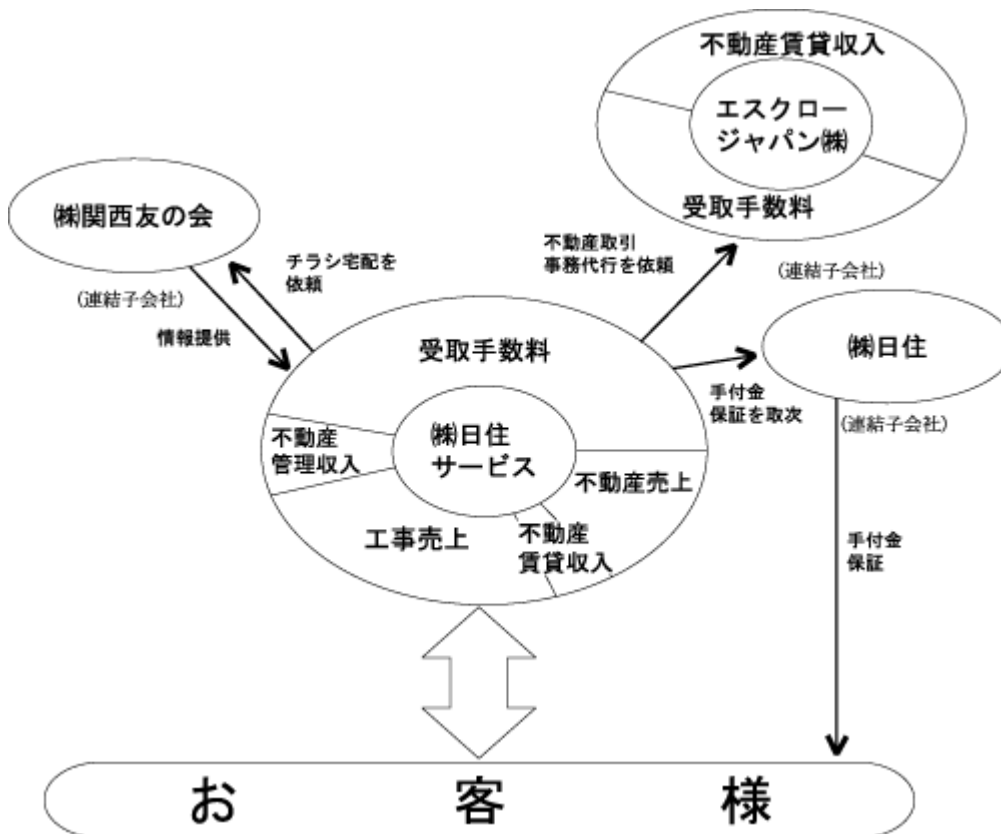 不動産賃貸収入
エスクロー
ジャパン㈱
受取手数料
(連結子会社)
㈱関西友の会
(連結子会社)
チラシ宅配を
依頼
情報提供
不動産取引
事務代行を依頼
㈱日住
(連結子会社)
手付金
保証を取次
手付金
保証
受取手数料
㈱日住
サービス
不動産
管理収入
不動産売上
工事売上
不動産
賃貸収入
お客様